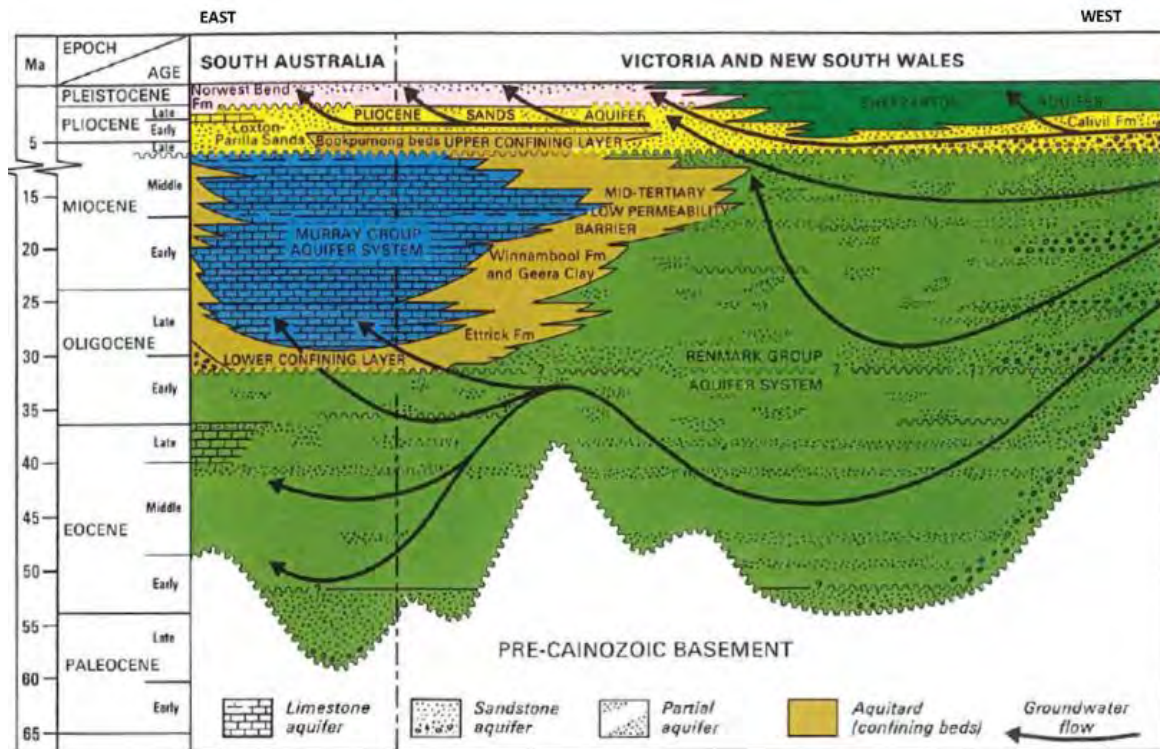 EAST
WEST
Ma
EPOCH
AGE
SOUTH AUSTRALIA
VICTORIA AND NEW SOUTH WALES
PLEISTOCENE
Norwest Bend
Fm
SHEPPARTON AQUIFER
PLIOCENE
Late
Early
PLIOCENE SANDS AQUIFER
Calivil Fm
Loxton-
Parilla Sands
5
Late
Bookpurnong beds UPPER CONFINING LAYER
MIOCENE
Middle
15
Early
20
MID-TERTIARY
LOW PERMEABILITY
BARRIER
MURRAY GROUP
AQUIFER SYSTEM
Winnambool Fm
and Geera Clay
25
OLIGOCENE
Late
30
Early
35
Ettrick Fm
LOWER CONFINING LAYER
RENMARK GROUP
AQUIFER SYSTEM
?
?
?
EOCENE
Late
40
Middle
45
50
Early
?
?
55
PALEOCENE
Late
60
Early
65
PRE-CAINOZOIC BASEMENT
Limestone
aquifer
Sandstone
aquifer
Partial
aquifer
Aquitard
(confining beds)
Groundwater
flow